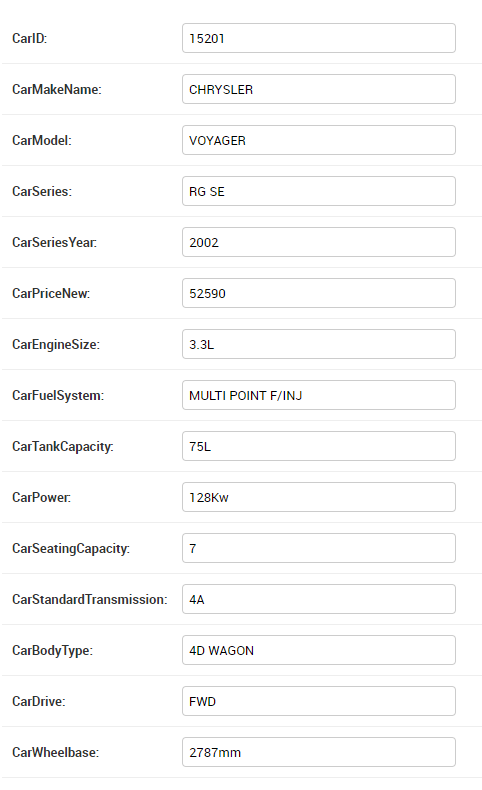 CarID: 15201
CarMakeName: CHRYSLER
CarModel: VOYAGER
CarSeries: RG SE
CarSeriesYear: 2002
CarPriceNew: 52590
CarEngineSize: 3.3L
CarFuelSystem: MULTI POINT F/INJ
CarTankCapacity: 75L
CarPower: 128Kw
CarSeatingCapacity: 7
CarStandardTransmission: 4A
CarBodyType: 4D WAGON
CarDrive: FWD
CarWheelbase: 2787mm